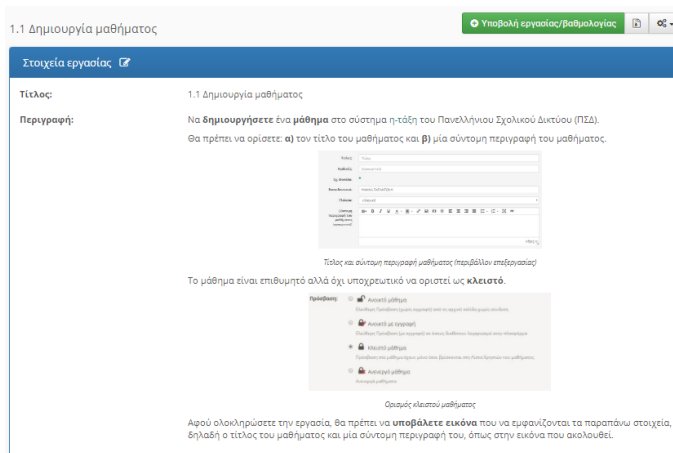 1.1 Δημιουργία μαθήματος
Υποβολή εργασίας/βαθμολογίας
Στοιχεία εργασίας
Τίτλος: 1.1 Δημιουργία μαθήματος
Περιγραφή: Να δημιουργήσετε ένα μάθημα στο σύστημα η-τάξη του Πανελλήνιου Σχολικού Δικτύου (ΠΣΔ).
Θα πρέπει να ορίσετε: α) τον τίτλο του μαθήματος και β) μία σύντομη περιγραφή του μαθήματος.
Τίτλος:
Τίτλος και σύντομη περιγραφή μαθήματος (περιβάλλον επεξεργασίας)
Το μάθημα είναι επιθυμητό αλλά όχι υποχρεωτικό να οριστεί ως κλειστό.
Πρόσβαση: Ανοικτό μάθημα
Ανοικτό με εγγραφή
Κλειστό μάθημα
Ανενεργό μάθημα
Ορισμός κλειστού μαθήματος
Αφού ολοκληρώσετε την εργασία, θα πρέπει να υποβάλετε εικόνα που να εμφανίζονται τα παραπάνω στοιχεία,
δηλαδή ο τίτλος του μαθήματος και μία σύντομη περιγραφή του, όπως στην εικόνα που ακολουθεί.